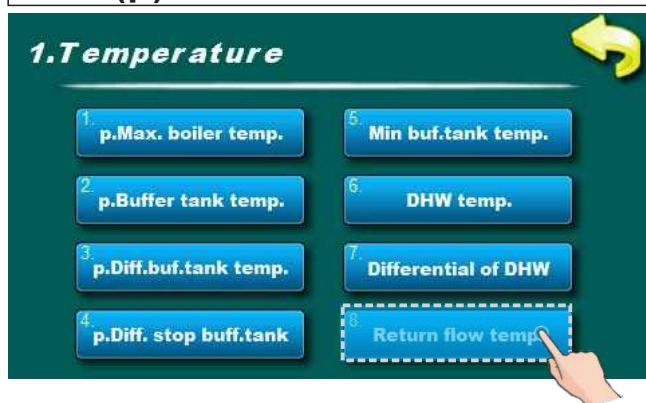 1.Temperature
1.
p.Max. boiler temp.
2.
p.Buffer tank temp.
3.
p.Diff.buf.tank temp.
4.
p.Diff. stop buff.tank
5.
Min buf.tank temp.
6.
DHW temp.
7.
Differential of DHW
8.
Return flow temp